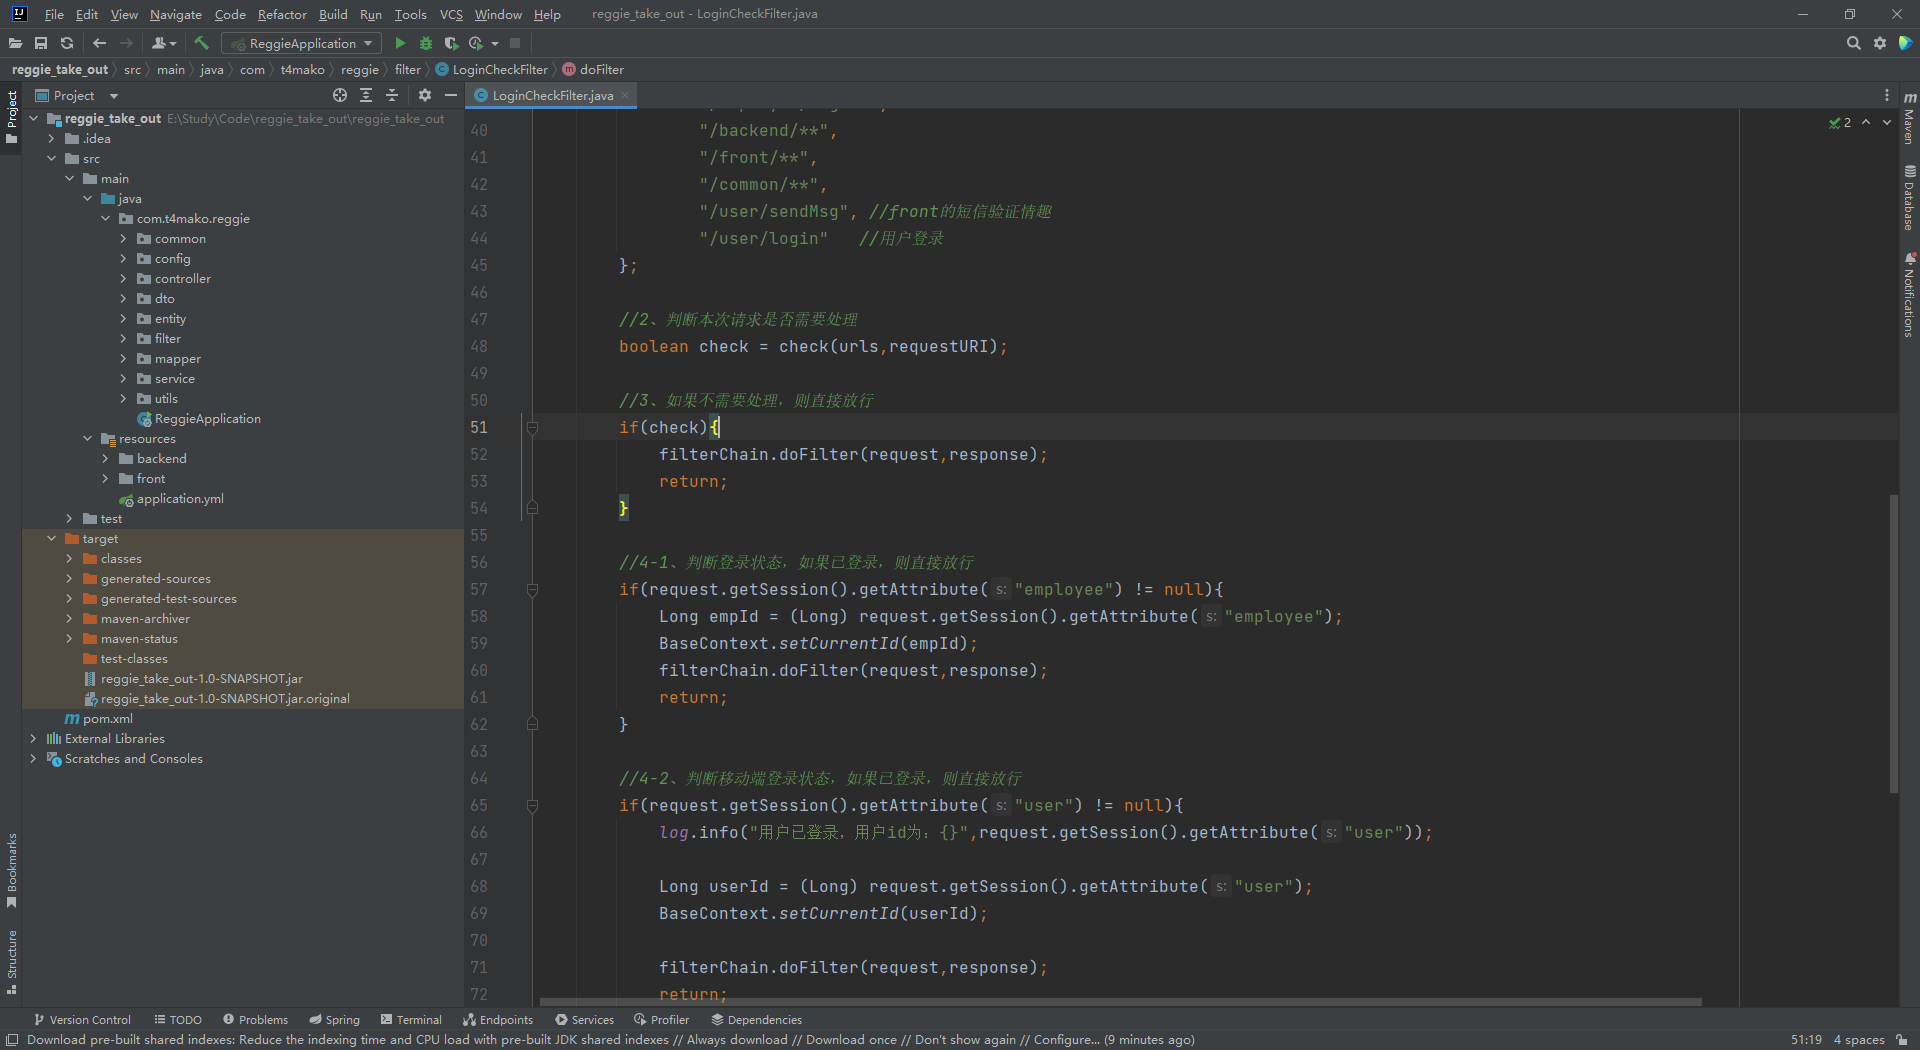 File Edit View Navigate Code Refactor Build Run Tools VCS Window Help reggie_take_out - LoginCheckFilter.java
ReggieApplication
reggie_take_out src main java com t4mako reggie filter LoginCheckFilter doFilter
Project
LoginCheckFilter.java
Project
reggie_take_out E:\Study\Code\reggie_take_out\reggie_take_out
.idea
src
main
java
com.t4mako.reggie
common
config
controller
dto
entity
filter
mapper
service
utils
ReggieApplication
resources
backend
front
application.yml
test
target
classes
generated-sources
generated-test-sources
maven-archiver
maven-status
test-classes
reggie_take_out-1.0-SNAPSHOT.jar
reggie_take_out-1.0-SNAPSHOT.jar.original
pom.xml
External Libraries
Scratches and Consoles
Bookmarks
Structure
40 "/backend/**",
41 "/front/**",
42 "/common/**",
43 "/user/sendMsg", //front的短信验证情趣
44 "/user/login" //用户登录
45 };
46
47 //2、判断本次请求是否需要处理
48 boolean check = check(urls,requestURI);
49
50 //3、如果不需要处理，则直接放行
51 if(check){
52 filterChain.doFilter(request,response);
53 return;
54 }
55
56 //4-1、判断登录状态，如果已登录，则直接放行
57 if(request.getSession().getAttribute( s: "employee") != null){
58 Long empId = (Long) request.getSession().getAttribute( s: "employee");
59 BaseContext.setCurrentId(empId);
60 filterChain.doFilter(request,response);
61 return;
62 }
63
64 //4-2、判断移动端登录状态，如果已登录，则直接放行
65 if(request.getSession().getAttribute( s: "user") != null){
66 log.info("用户已登录，用户id为：{}",request.getSession().getAttribute( s: "user"));
67
68 Long userId = (Long) request.getSession().getAttribute( s: "user");
69 BaseContext.setCurrentId(userId);
70
71 filterChain.doFilter(request,response);
72 return;
2
Maven
Database
Notifications
Version Control TODO Problems Spring Terminal Endpoints Services Profiler Dependencies
Download pre-built shared indexes: Reduce the indexing time and CPU load with pre-built JDK shared indexes // Always download // Download once // Don't show again // Configure... (9 minutes ago) 51:19 4 spaces